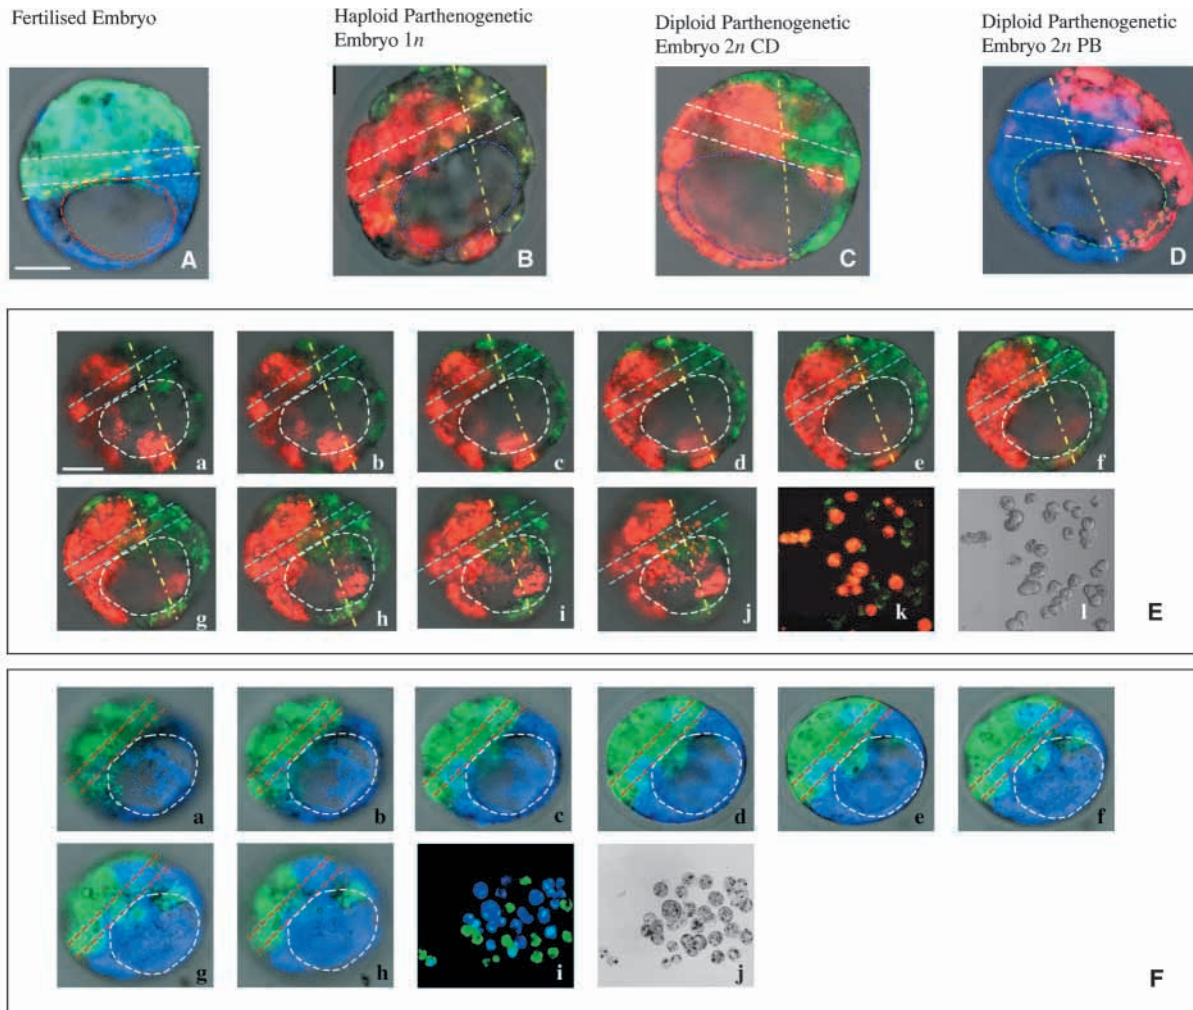 Fertilised Embryo
Haploid Parthenogenetic
Embryo 1n
Diploid Parthenogenetic
Embryo 2n CD
Diploid Parthenogenetic
Embryo 2n PB
A
B
C
D
a
b
c
d
e
f
g
h
i
j
k
l
E
a
b
c
d
e
f
g
h
i
j
F